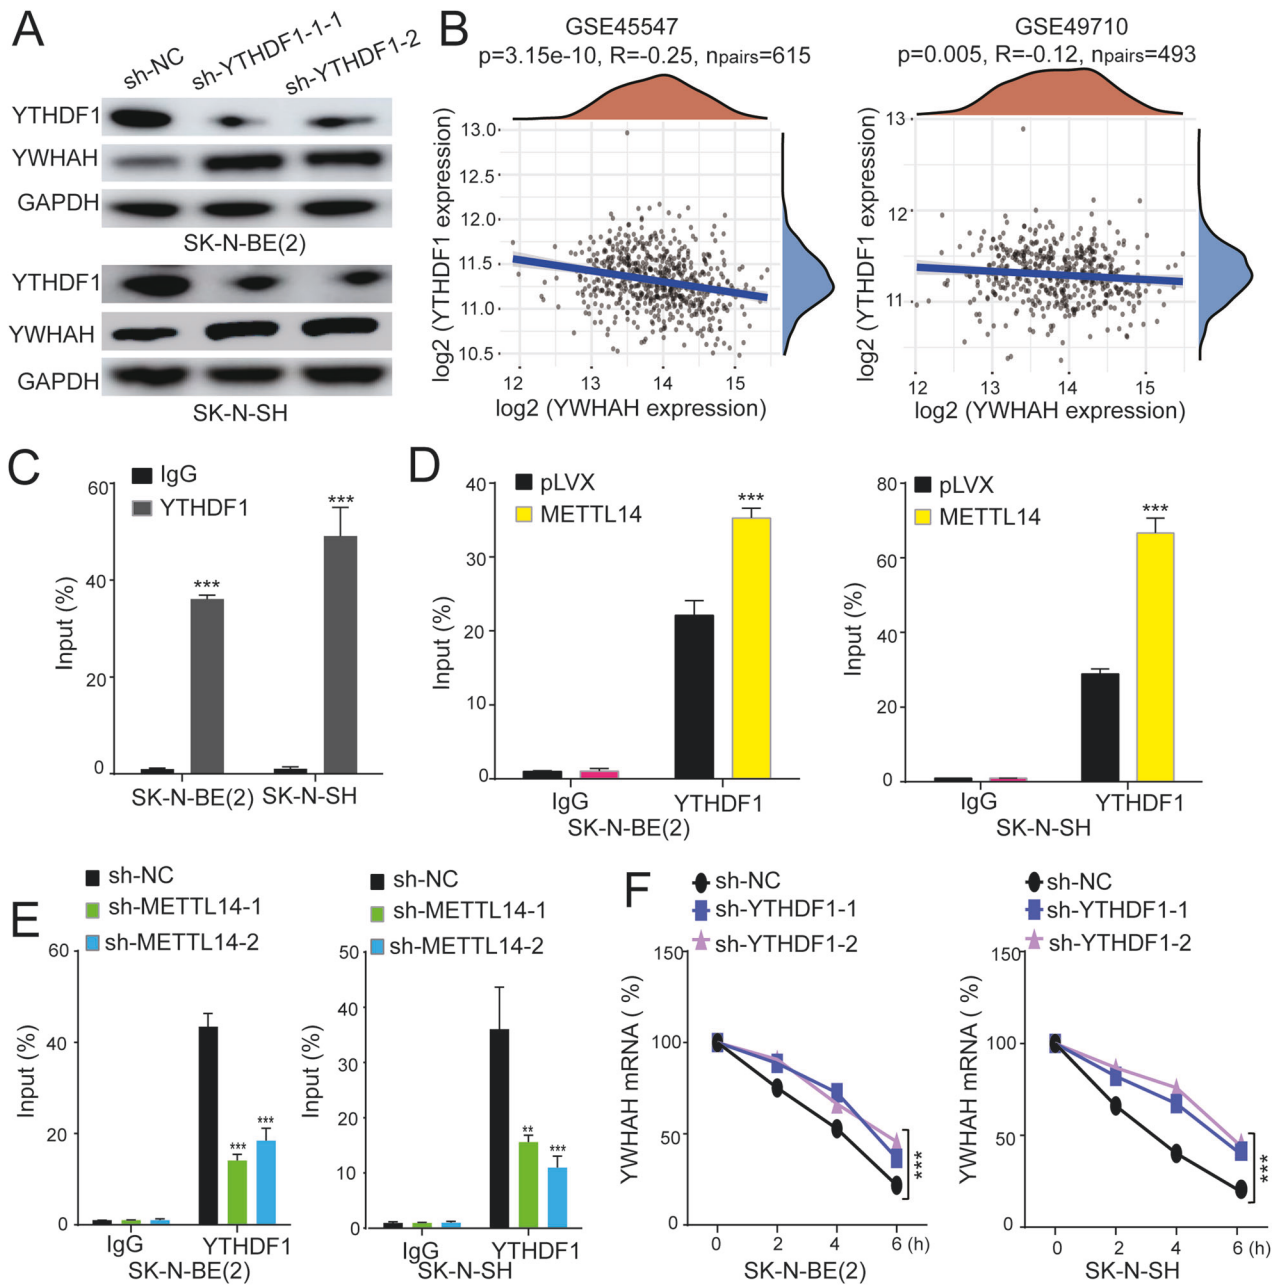 A
sh-NC
sh-YTHDF1-1-1
sh-YTHDF1-2
YTHDF1
YWHAH
GAPDH
SK-N-BE(2)
YTHDF1
YWHAH
GAPDH
SK-N-SH
B
GSE45547
p=3.15e-10, R=-0.25, npairs=615
log2 (YTHDF1 expression)
13.0
12.5
12.0
11.5
11.0
10.5
12 13 14 15
log2 (YWHAH expression)
GSE49710
p=0.005, R=-0.12, npairs=493
log2 (YTHDF1 expression)
13
12
11
12 13 14 15
log2 (YWHAH expression)
C
IgG
YTHDF1
Input (%)
60
40
20
0
***
***
SK-N-BE(2) SK-N-SH
D
pLVX
METTL14
Input (%)
40
30
20
10
0
***
IgG YTHDF1
SK-N-BE(2)
pLVX
METTL14
Input (%)
80
60
40
20
0
***
IgG YTHDF1
SK-N-SH
E
sh-NC
sh-METTL14-1
sh-METTL14-2
Input (%)
60
40
20
0
***
***
IgG YTHDF1
SK-N-BE(2)
sh-NC
sh-METTL14-1
sh-METTL14-2
Input (%)
50
40
30
20
10
0
**
***
IgG YTHDF1
SK-N-SH
F
sh-NC
sh-YTHDF1-1
sh-YTHDF1-2
YWHAH mRNA ( %)
150
100
50
0
***
0 2 4 6 (h)
SK-N-BE(2)
sh-NC
sh-YTHDF1-1
sh-YTHDF1-2
YWHAH mRNA ( %)
150
100
50
0
***
0 2 4 6 (h)
SK-N-SH